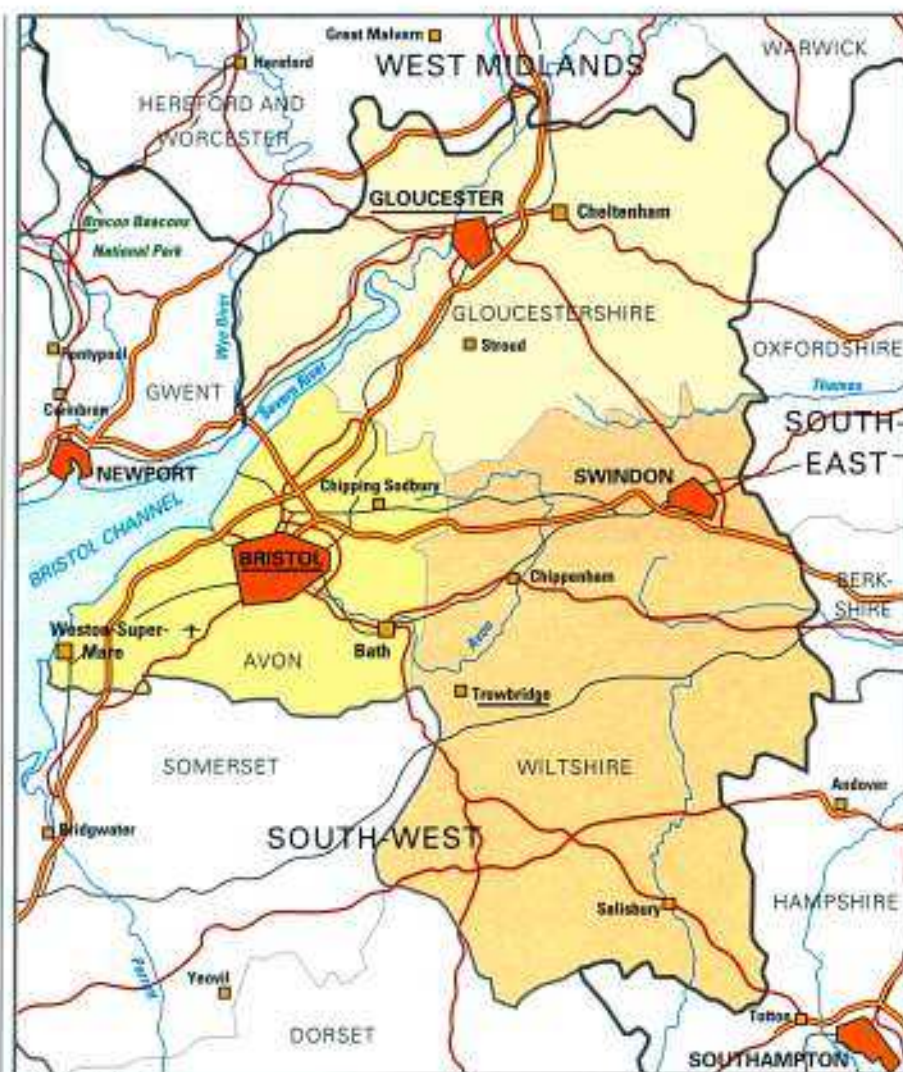 Great Malvern
WARWICK
Hereford
WEST MIDLANDS
HEREFORD AND
WORCESTER
GLOUCESTER
Cheltenham
Brecon Beacons
National Park
Wye River
GLOUCESTERSHIRE
Stroud
OXFORDSHIRE
Pontypool
Severn River
Thames
GWENT
Cwmbran
SOUTH-
EAST
NEWPORT
SWINDON
Chipping Sodbury
BRISTOL CHANNEL
BRISTOL
Chippenham
BERK-
SHIRE
Weston-Super-
Mare
Avon
Bath
AVON
Trowbridge
SOMERSET
WILTSHIRE
Andover
Bridgwater
SOUTH-WEST
Salisbury
HAMPSHIRE
Parrett
Yeovil
Totton
DORSET
SOUTHAMPTON